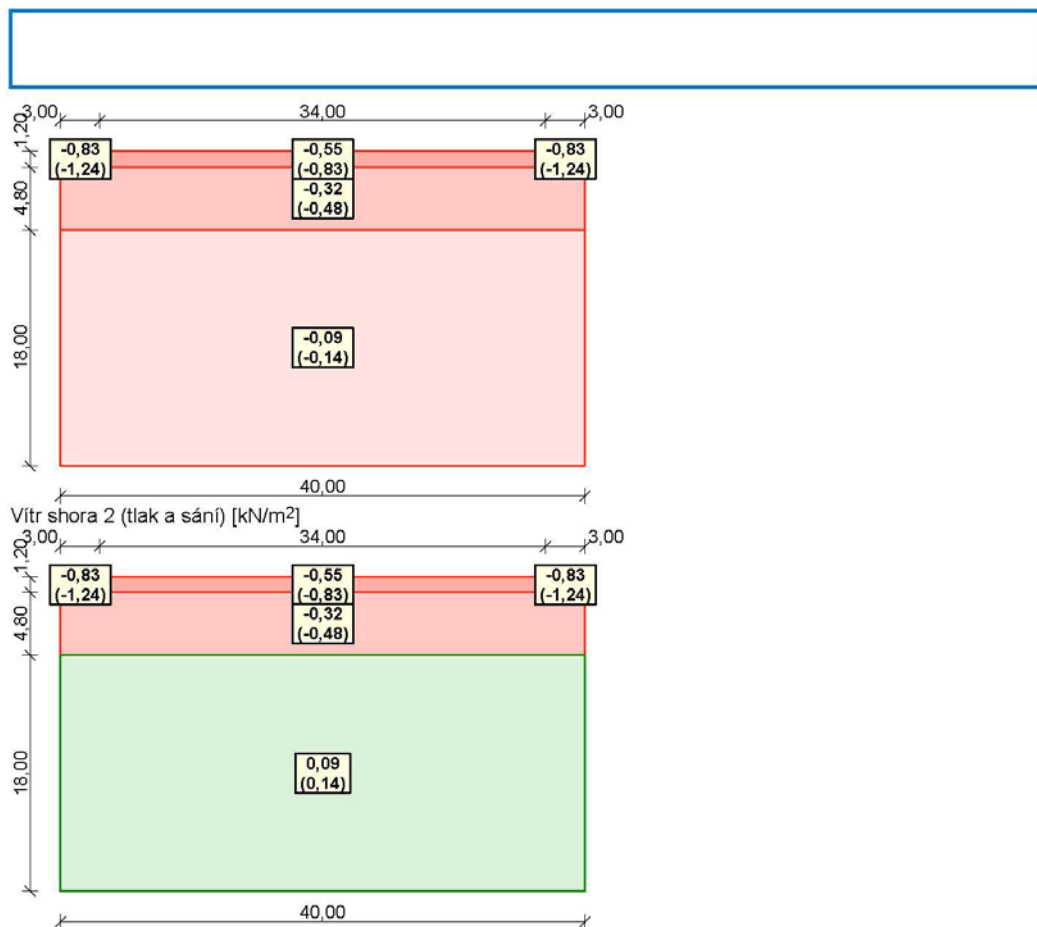 3,00 34,00 3,00
1,20
-0,83 -0,55 -0,83
(-1,24) (-0,83) (-1,24)
4,80
-0,32
(-0,48)
18,00
-0,09
(-0,14)
40,00
Vítr shora 2 (tlak a sání) [kN/m²]
3,00 34,00 3,00
1,20
-0,83 -0,55 -0,83
(-1,24) (-0,83) (-1,24)
4,80
-0,32
(-0,48)
18,00
0,09
(0,14)
40,00